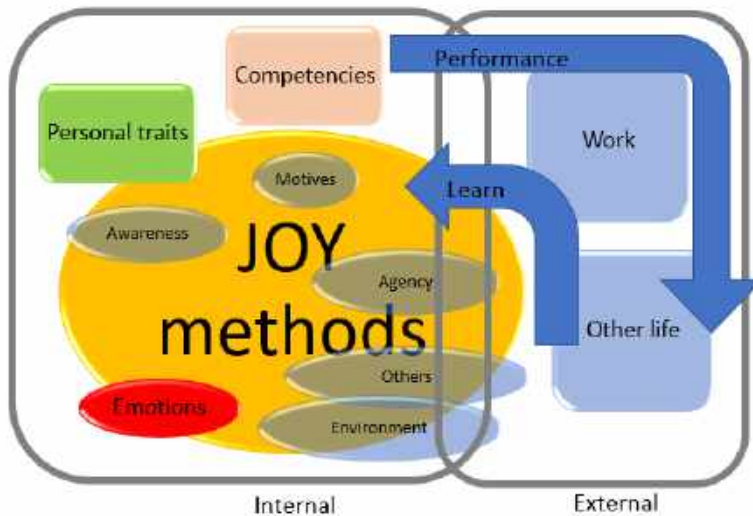 Competencies
Performance
Personal traits
Work
Motives
Learn
Awareness
JOY
Agency
methods
Other life
Others
Emotions
Environment
Internal
External